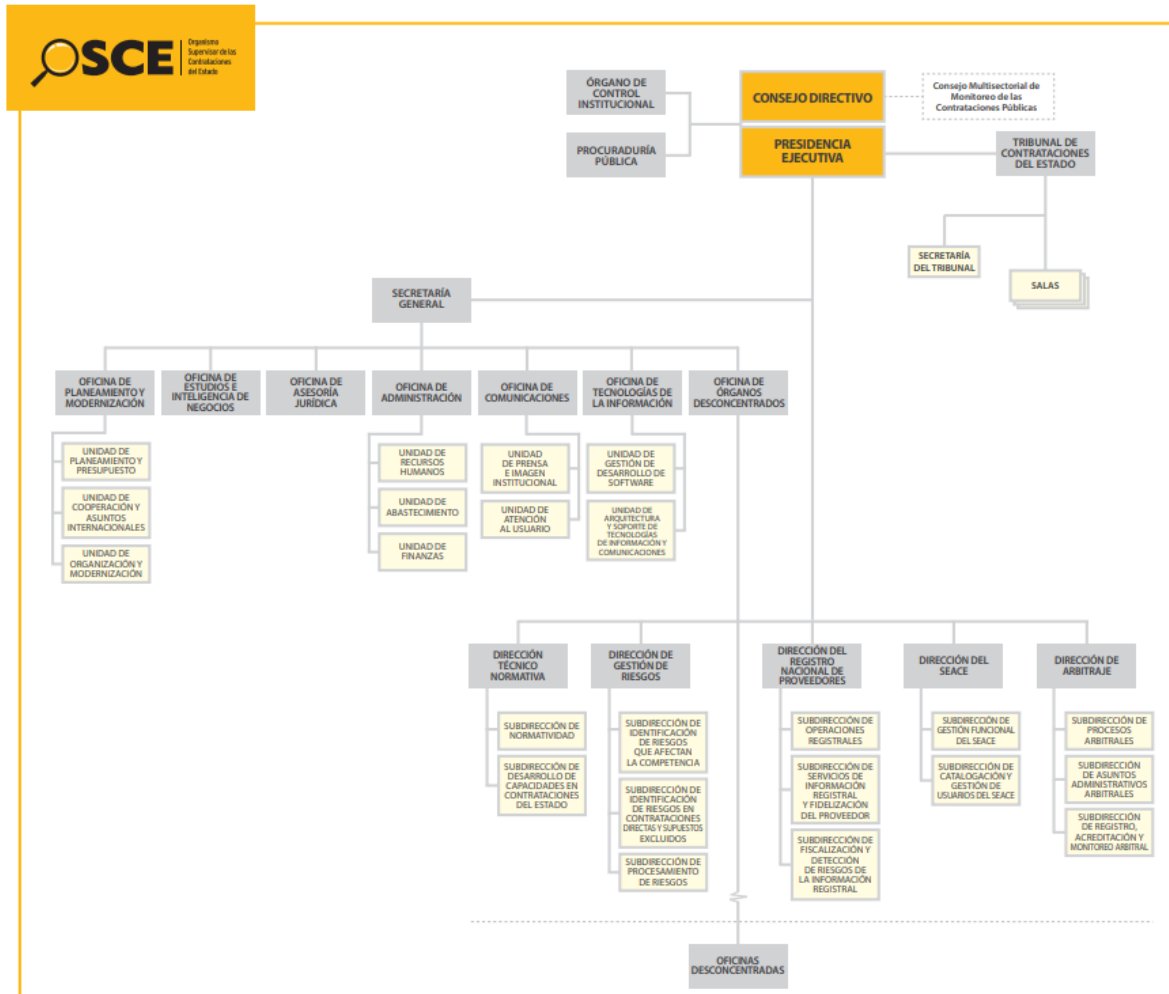 OSCE
Organismo
Supervisor de las
Contrataciones
del Estado
ÓRGANO DE
CONTROL
INSTITUCIONAL
CONSEJO DIRECTIVO
Consejo Multisectorial de
Monitoreo de las
Contrataciones Públicas
PROCURADURÍA
PÚBLICA
PRESIDENCIA
EJECUTIVA
TRIBUNAL DE
CONTRATACIONES
DEL ESTADO
SECRETARÍA
DEL TRIBUNAL
SALAS
SECRETARÍA
GENERAL
OFICINA DE
PLANEAMIENTO Y
MODERNIZACIÓN
OFICINA DE
ESTUDIOS E
INTELIGENCIA DE
NEGOCIOS
OFICINA DE
ASESORÍA
JURÍDICA
OFICINA DE
ADMINISTRACIÓN
OFICINA DE
COMUNICACIONES
OFICINA DE
TECNOLOGÍAS DE
LA INFORMACIÓN
OFICINA DE
ÓRGANOS
DESCONCENTRADOS
UNIDAD DE
PLANEAMIENTO Y
PRESUPUESTO
UNIDAD DE
COOPERACIÓN Y
ASUNTOS
INTERNACIONALES
UNIDAD DE
ORGANIZACIÓN Y
MODERNIZACIÓN
UNIDAD DE
RECURSOS
HUMANOS
UNIDAD DE
ABASTECIMIENTO
UNIDAD DE
FINANZAS
UNIDAD
DE PRENSA
E IMAGEN
INSTITUCIONAL
UNIDAD DE
ATENCIÓN
AL USUARIO
UNIDAD DE
GESTIÓN DE
DESARROLLO DE
SOFTWARE
UNIDAD DE
ARQUITECTURA
Y SOPORTE DE
TECNOLOGÍAS
DE INFORMACIÓN Y
COMUNICACIONES
DIRECCIÓN
TÉCNICO
NORMATIVA
DIRECCIÓN DE
GESTIÓN DE
RIESGOS
DIRECCIÓN DEL
REGISTRO
NACIONAL DE
PROVEEDORES
DIRECCIÓN DEL
SEACE
DIRECCIÓN DE
ARBITRAJE
SUBDIRECCIÓN DE
NORMATIVIDAD
SUBDIRECCIÓN DE
DESARROLLO DE
CAPACIDADES EN
CONTRATACIONES
DEL ESTADO
SUBDIRECCIÓN DE
IDENTIFICACIÓN
DE RIESGOS
QUE AFECTAN
LA COMPETENCIA
SUBDIRECCIÓN DE
IDENTIFICACIÓN
DE RIESGOS EN
CONTRATACIONES
DIRECTAS Y SUPUESTOS
EXCLUIDOS
SUBDIRECCIÓN DE
PROCESAMIENTO
DE RIESGOS
SUBDIRECCIÓN DE
OPERACIONES
REGISTRALES
SUBDIRECCIÓN DE
SERVICIOS DE
INFORMACIÓN
REGISTRAL
Y FIDELIZACIÓN
DEL PROVEEDOR
SUBDIRECCIÓN DE
FISCALIZACIÓN Y
DETECCIÓN
DE RIESGOS DE
LA INFORMACIÓN
REGISTRAL
SUBDIRECCIÓN DE
GESTIÓN FUNCIONAL
DEL SEACE
SUBDIRECCIÓN DE
CATALOGACIÓN Y
GESTIÓN DE
USUARIOS DEL SEACE
SUBDIRECCIÓN DE
PROCESOS
ARBITRALES
SUBDIRECCIÓN
DE ASUNTOS
ADMINISTRATIVOS
ARBITRALES
SUBDIRECCIÓN
DE REGISTRO,
ACREDITACIÓN Y
MONITOREO ARBITRAL
OFICINAS
DESCONCENTRADAS